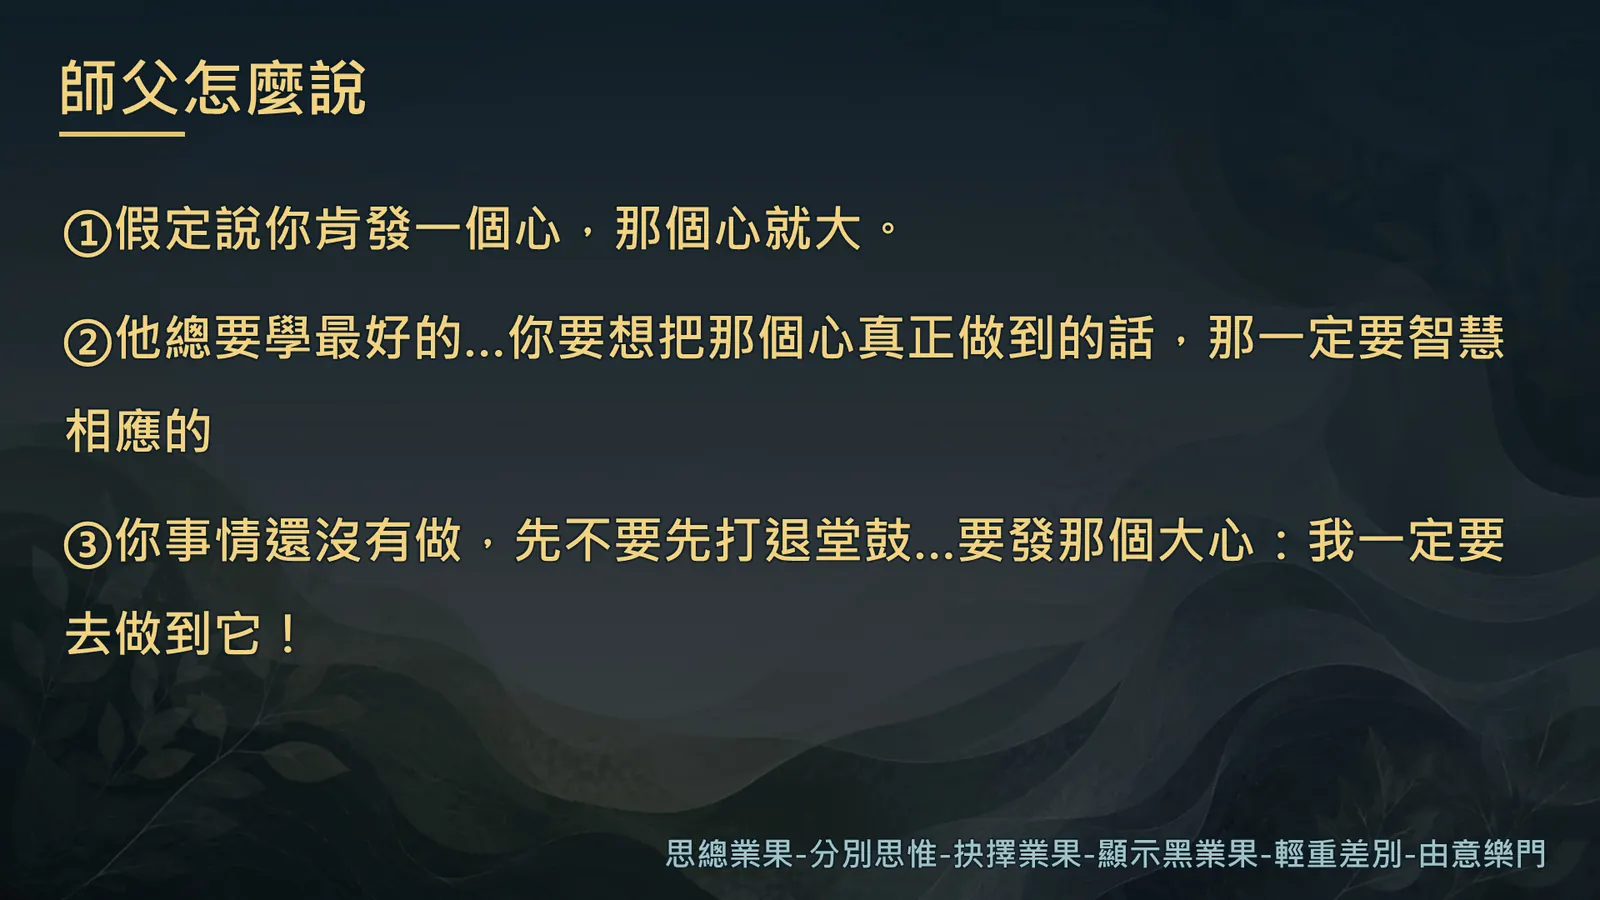 師父怎麼說
①假定說你肯發一個心，那個心就大。
②他總要學最好的...你要想把那個心真正做到的話，那一定要智慧
相應的
③你事情還沒有做，先不要先打退堂鼓...要發那個大心：我一定要
去做到它！
思總業果-分別思惟-抉擇業果-顯示黑業果-輕重差別-由意樂門